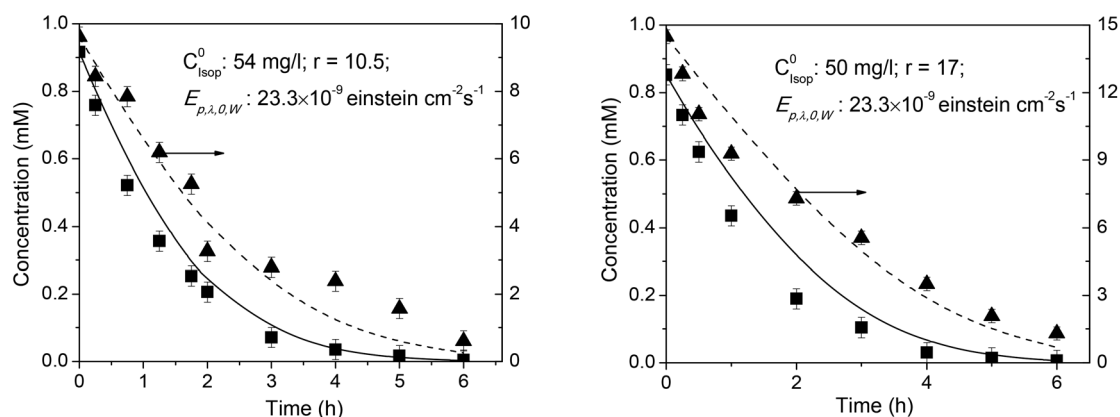 1.0
0.8
0.6
0.4
0.2
0.0
Concentration (mM)
C⁰Isop: 54 mg/l; r = 10.5;
Ep,λ,0,W : 23.3×10⁻⁹ einstein cm⁻²s⁻¹
10
8
6
4
2
0
0 1 2 3 4 5 6
Time (h)
1.0
0.8
0.6
0.4
0.2
0.0
Concentration (mM)
C⁰Isop: 50 mg/l; r = 17;
Ep,λ,0,W : 23.3×10⁻⁹ einstein cm⁻²s⁻¹
15
12
9
6
3
0
0 2 4 6
Time (h)